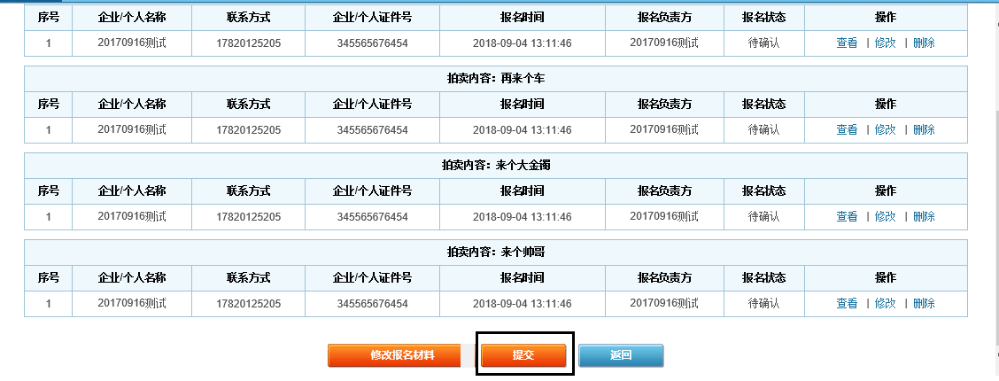 序号 企业/个人名称 联系方式 企业/个人证件号 报名时间 报名负责方 报名状态 操作
1 20170916测试 17820125205 345565676454 2018-09-04 13:11:46 20170916测试 待确认 查看 | 修改 | 删除
拍卖内容：再来个车
序号 企业/个人名称 联系方式 企业/个人证件号 报名时间 报名负责方 报名状态 操作
1 20170916测试 17820125205 345565676454 2018-09-04 13:11:46 20170916测试 待确认 查看 | 修改 | 删除
拍卖内容：来个大金镯
序号 企业/个人名称 联系方式 企业/个人证件号 报名时间 报名负责方 报名状态 操作
1 20170916测试 17820125205 345565676454 2018-09-04 13:11:46 20170916测试 待确认 查看 | 修改 | 删除
拍卖内容：来个帅哥
序号 企业/个人名称 联系方式 企业/个人证件号 报名时间 报名负责方 报名状态 操作
1 20170916测试 17820125205 345565676454 2018-09-04 13:11:46 20170916测试 待确认 查看 | 修改 | 删除
修改报名材料 提交 返回